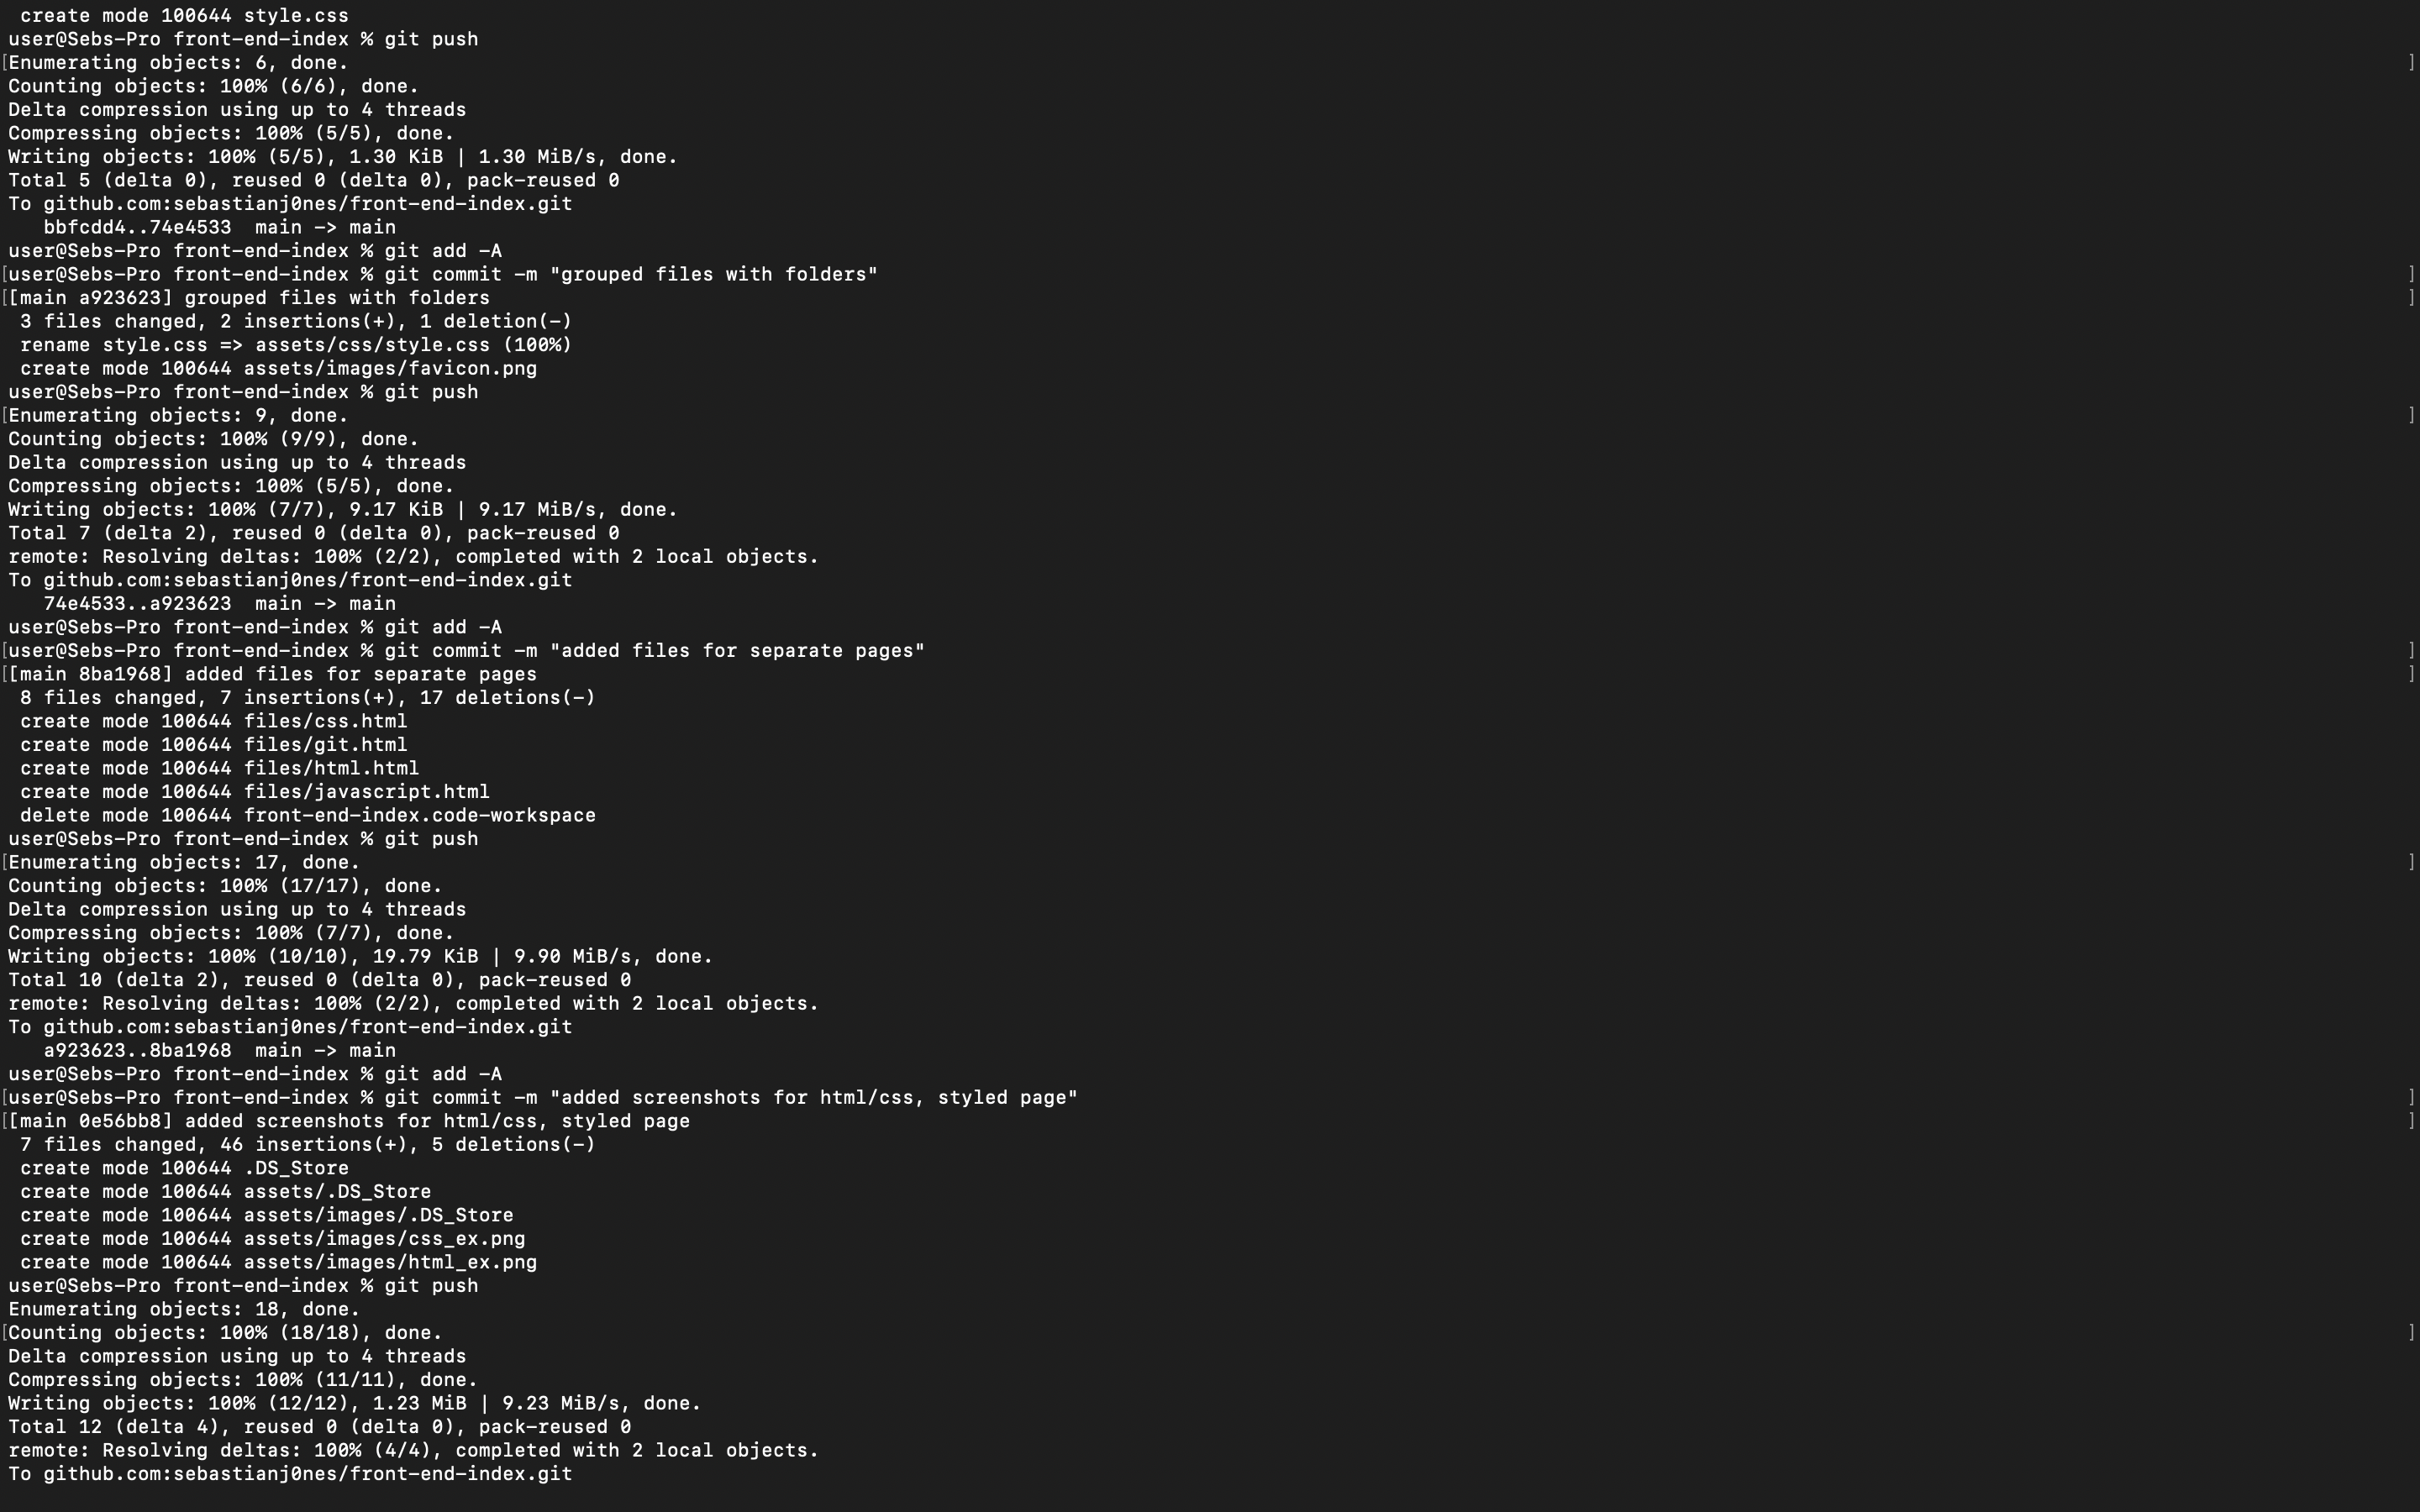 create mode 100644 style.css
user@Sebs-Pro front-end-index % git push
[Enumerating objects: 6, done. ]
Counting objects: 100% (6/6), done.
Delta compression using up to 4 threads
Compressing objects: 100% (5/5), done.
Writing objects: 100% (5/5), 1.30 KiB | 1.30 MiB/s, done.
Total 5 (delta 0), reused 0 (delta 0), pack-reused 0
To github.com:sebastianj0nes/front-end-index.git
bbfcdd4..74e4533  main -> main
user@Sebs-Pro front-end-index % git add -A
[user@Sebs-Pro front-end-index % git commit -m "grouped files with folders" ]
[[main a923623] grouped files with folders ]
3 files changed, 2 insertions(+), 1 deletion(-)
rename style.css => assets/css/style.css (100%)
create mode 100644 assets/images/favicon.png
user@Sebs-Pro front-end-index % git push
[Enumerating objects: 9, done. ]
Counting objects: 100% (9/9), done.
Delta compression using up to 4 threads
Compressing objects: 100% (5/5), done.
Writing objects: 100% (7/7), 9.17 KiB | 9.17 MiB/s, done.
Total 7 (delta 2), reused 0 (delta 0), pack-reused 0
remote: Resolving deltas: 100% (2/2), completed with 2 local objects.
To github.com:sebastianj0nes/front-end-index.git
74e4533..a923623  main -> main
user@Sebs-Pro front-end-index % git add -A
[user@Sebs-Pro front-end-index % git commit -m "added files for separate pages" ]
[[main 8ba1968] added files for separate pages ]
8 files changed, 7 insertions(+), 17 deletions(-)
create mode 100644 files/css.html
create mode 100644 files/git.html
create mode 100644 files/html.html
create mode 100644 files/javascript.html
delete mode 100644 front-end-index.code-workspace
user@Sebs-Pro front-end-index % git push
[Enumerating objects: 17, done. ]
Counting objects: 100% (17/17), done.
Delta compression using up to 4 threads
Compressing objects: 100% (7/7), done.
Writing objects: 100% (10/10), 19.79 KiB | 9.90 MiB/s, done.
Total 10 (delta 2), reused 0 (delta 0), pack-reused 0
remote: Resolving deltas: 100% (2/2), completed with 2 local objects.
To github.com:sebastianj0nes/front-end-index.git
a923623..8ba1968  main -> main
user@Sebs-Pro front-end-index % git add -A
[user@Sebs-Pro front-end-index % git commit -m "added screenshots for html/css, styled page" ]
[[main 0e56bb8] added screenshots for html/css, styled page ]
7 files changed, 46 insertions(+), 5 deletions(-)
create mode 100644 .DS_Store
create mode 100644 assets/.DS_Store
create mode 100644 assets/images/.DS_Store
create mode 100644 assets/images/css_ex.png
create mode 100644 assets/images/html_ex.png
user@Sebs-Pro front-end-index % git push
Enumerating objects: 18, done.
[Counting objects: 100% (18/18), done. ]
Delta compression using up to 4 threads
Compressing objects: 100% (11/11), done.
Writing objects: 100% (12/12), 1.23 MiB | 9.23 MiB/s, done.
Total 12 (delta 4), reused 0 (delta 0), pack-reused 0
remote: Resolving deltas: 100% (4/4), completed with 2 local objects.
To github.com:sebastianj0nes/front-end-index.git